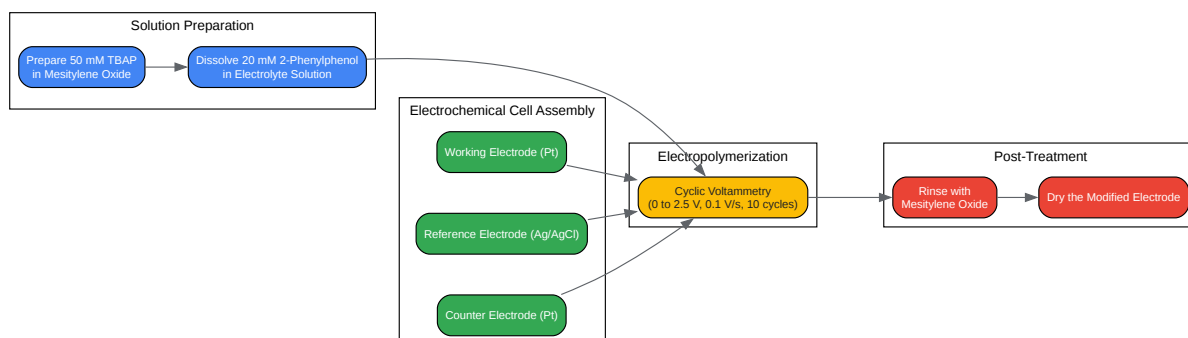 Solution Preparation
Prepare 50 mM TBAP
in Mesitylene Oxide
Dissolve 20 mM 2-Phenylphenol
in Electrolyte Solution
Electrochemical Cell Assembly
Working Electrode (Pt)
Reference Electrode (Ag/AgCl)
Counter Electrode (Pt)
Electropolymerization
Cyclic Voltammetry
(0 to 2.5 V, 0.1 V/s, 10 cycles)
Post-Treatment
Rinse with
Mesitylene Oxide
Dry the Modified Electrode